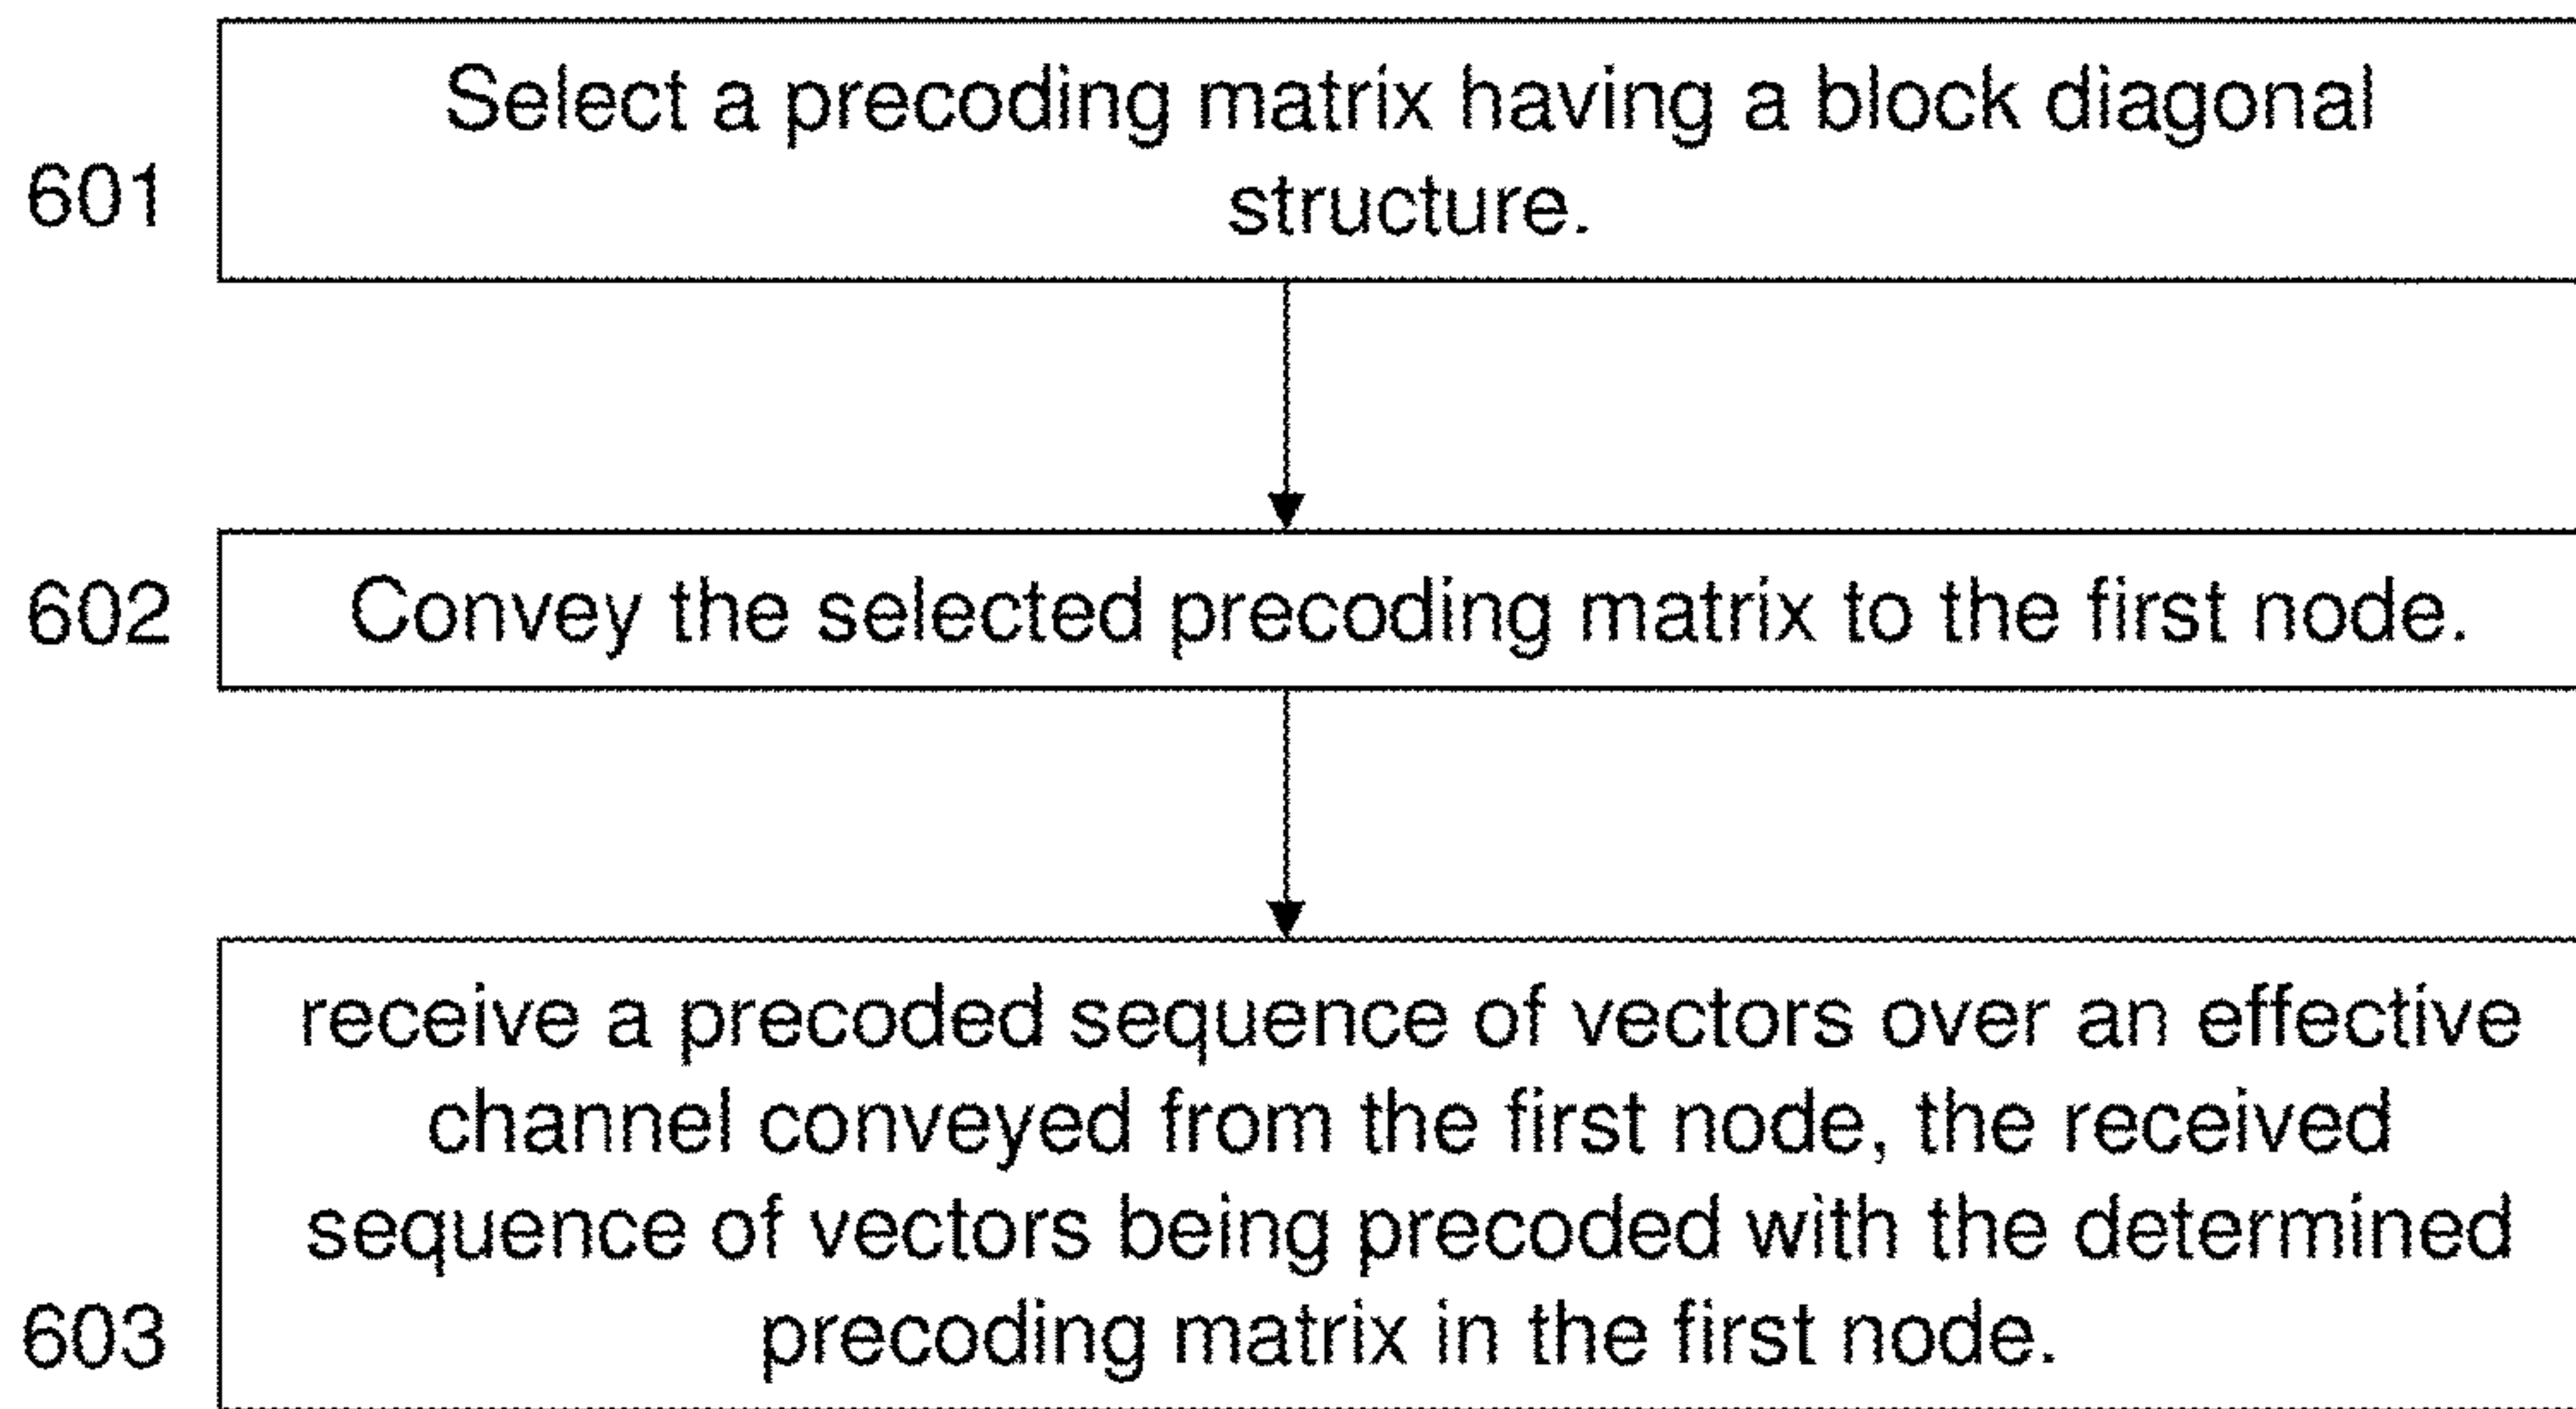 Select a precoding matrix having a block diagonal
601
structure.
602
Convey the selected precoding matrix to the first node.
receive a precoded sequence of vectors over an effective
channel conveyed from the first node, the received
sequence of vectors being precoded with the determined
603
precoding matrix in the first node.